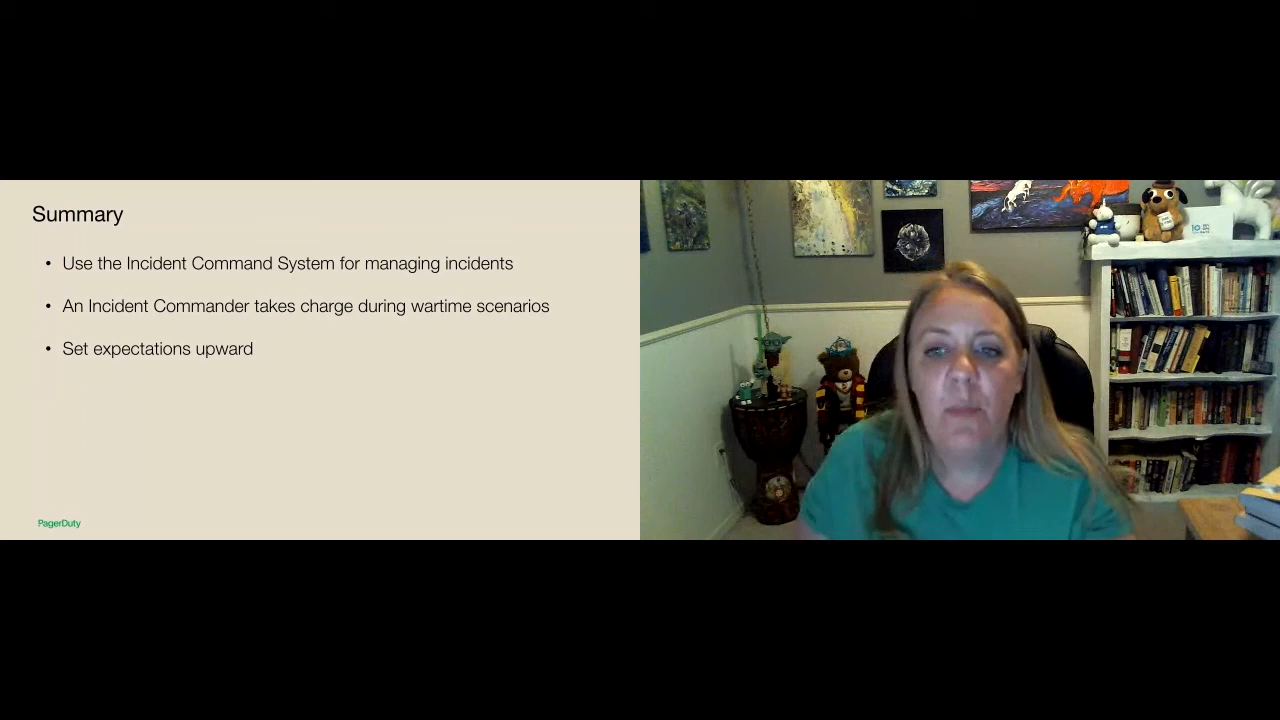 Summary
• Use the Incident Command System for managing incidents
• An Incident Commander takes charge during wartime scenarios
• Set expectations upward
PagerDuty
10